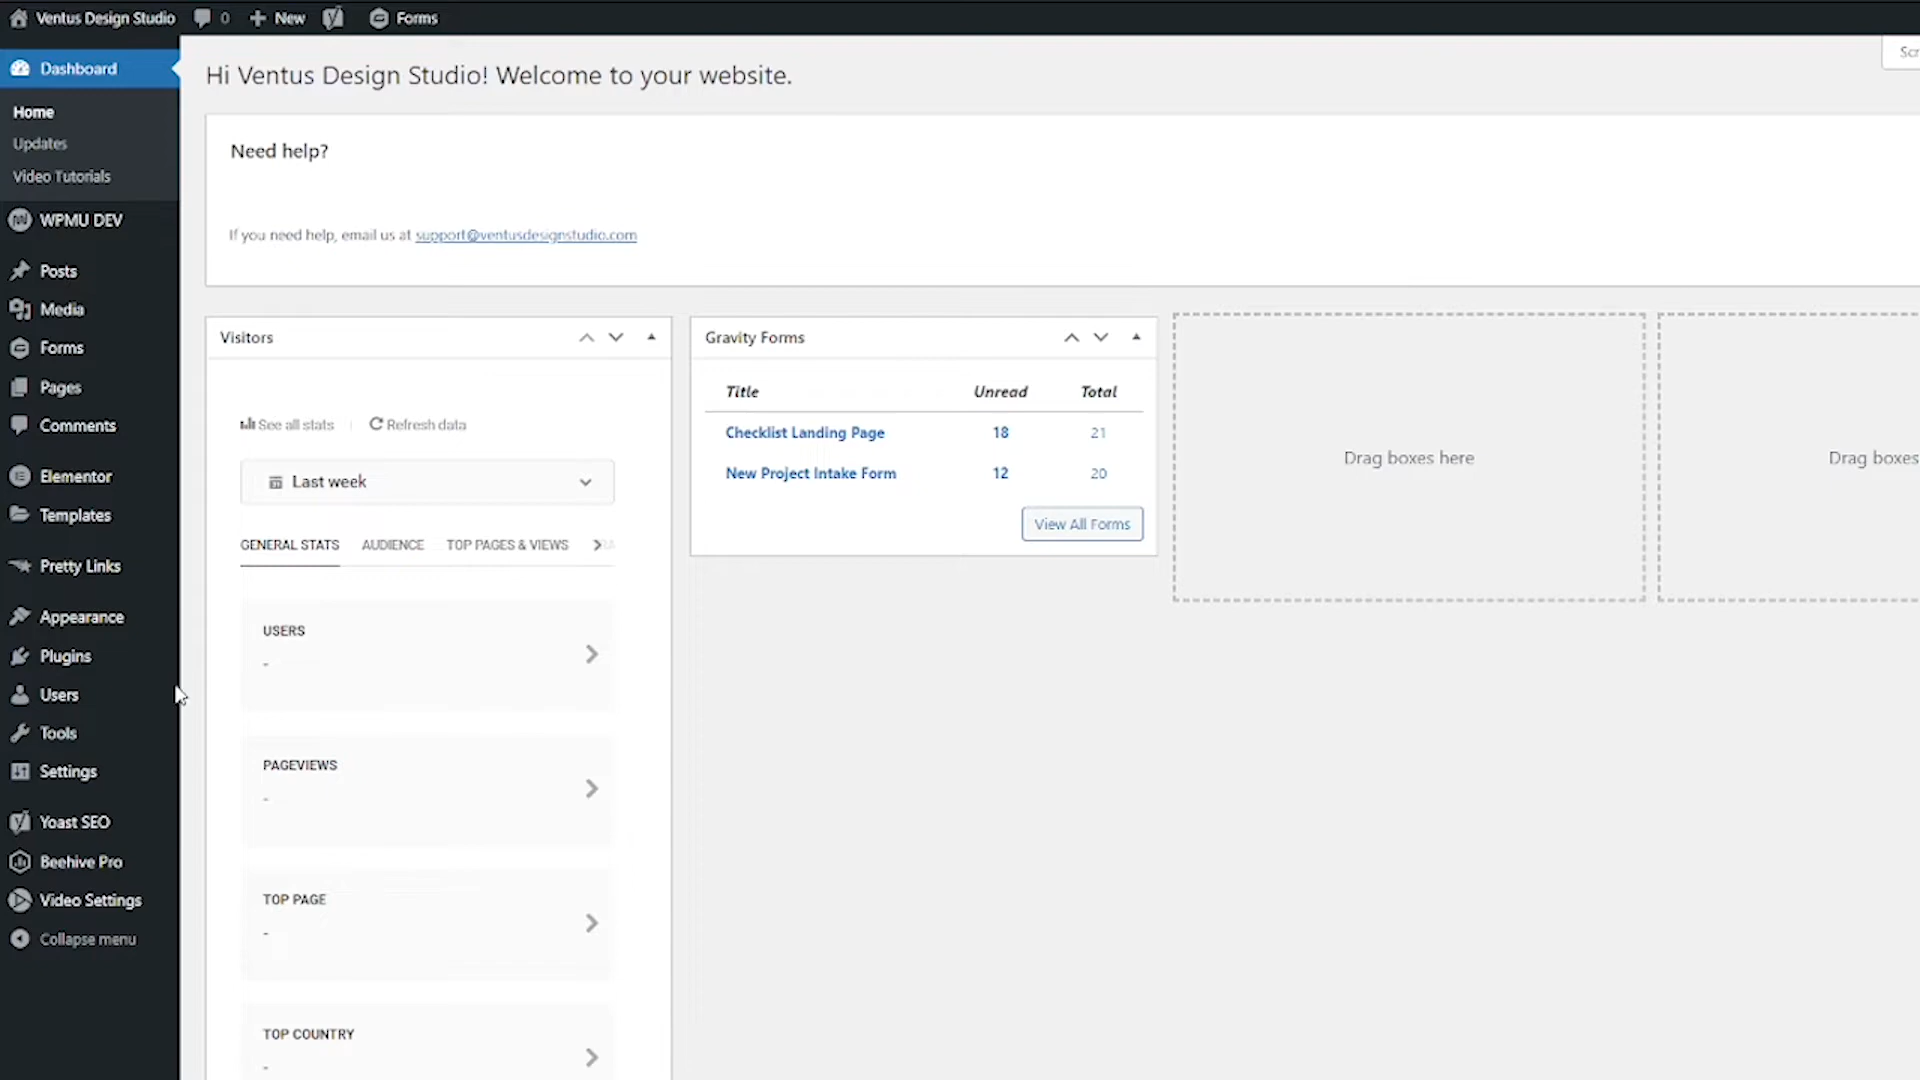 Ventus Design Studio 0 New Forms
Dashboard
Home
Updates
Video Tutorials
WPMU DEV
Posts
Media
Forms
Pages
Comments
Elementor
Templates
Pretty Links
Appearance
Plugins
Users
Tools
Settings
Yoast SEO
Beehive Pro
Video Settings
Collapse menu
Hi Ventus Design Studio! Welcome to your website.
Need help?
If you need help, email us at support@ventusdesignstudio.com
Visitors
See all stats Refresh data
Last week
GENERAL STATS AUDIENCE TOP PAGES & VIEWS
USERS
-
PAGEVIEWS
-
TOP PAGE
-
TOP COUNTRY
-
Gravity Forms
Title Unread Total
Checklist Landing Page 18 21
New Project Intake Form 12 20
View All Forms
Drag boxes here
Drag boxes